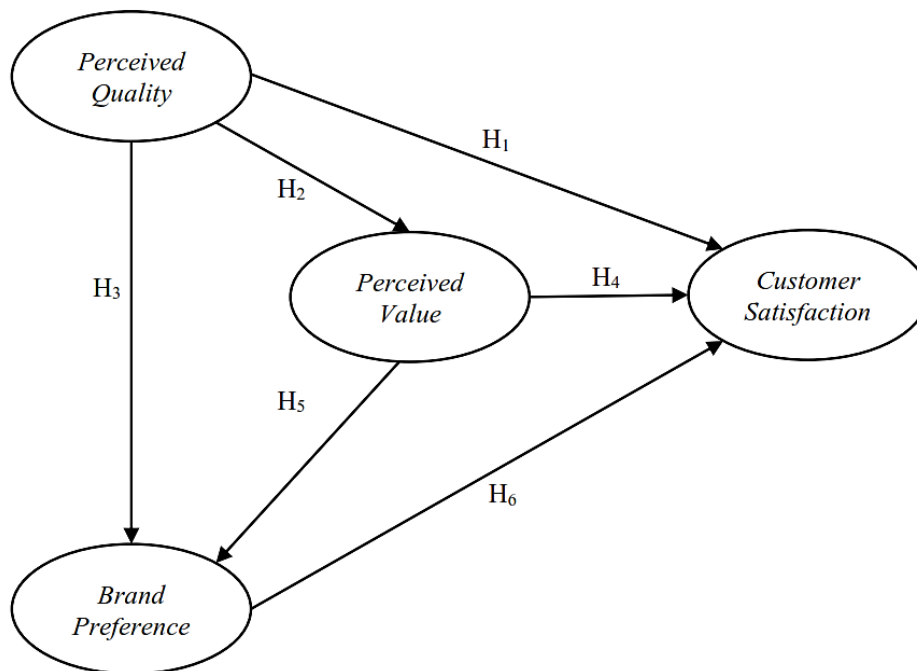 Perceived
Quality
H₁
H₂
H₃
Perceived
Value
H₄
Customer
Satisfaction
H₅
H₆
Brand
Preference